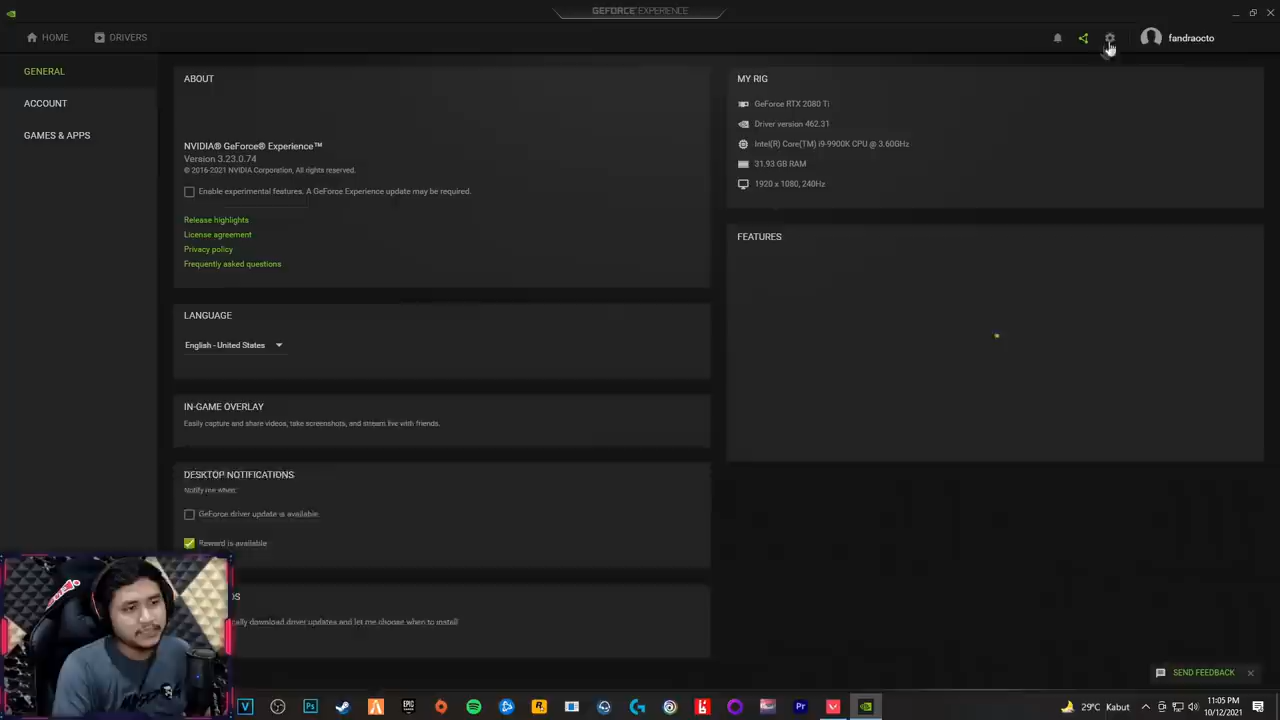 GEFORCE EXPERIENCE
HOME
DRIVERS
fandraocto
GENERAL
ACCOUNT
GAMES & APPS
ABOUT
NVIDIA® GeForce® Experience™
Version 3.23.0.74
© 2016-2021 NVIDIA Corporation, All rights reserved.
Enable experimental features. A GeForce Experience update may be required.
Release highlights
License agreement
Privacy policy
Frequently asked questions
LANGUAGE
English - United States
IN-GAME OVERLAY
Easily capture and share videos, take screenshots, and stream live with friends.
DESKTOP NOTIFICATIONS
Notify me when:
GeForce driver update is available.
Reward is available
download driver updates and let me choose when to install
MY RIG
GeForce RTX 2080 Ti
Driver version 462.31
Intel(R) Core(TM) i9-9900K CPU @ 3.60GHz
31.93 GB RAM
1920 x 1080, 240Hz
FEATURES
SEND FEEDBACK
V
Ps
EPIC
GAMES
R
G
Pr
29°C Kabut
11:05 PM
10/12/2021